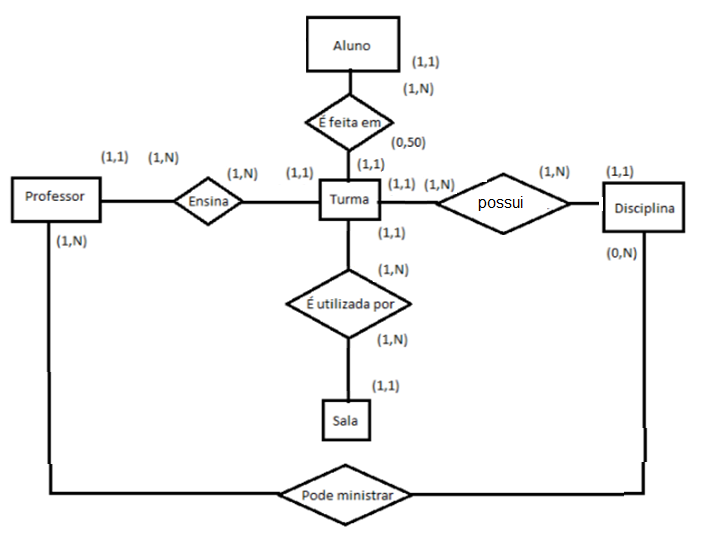 Aluno
(1,1)
(1,N)
É feita em
(0,50)
(1,1)
(1,N)
(1,N)
(1,1)
(1,1)
(1,1)
(1,N)
(1,N)
(1,1)
Professor
Ensina
Turma
possui
Disciplina
(1,N)
(1,1)
(0,N)
(1,N)
É utilizada por
(1,N)
(1,1)
Sala
Pode ministrar